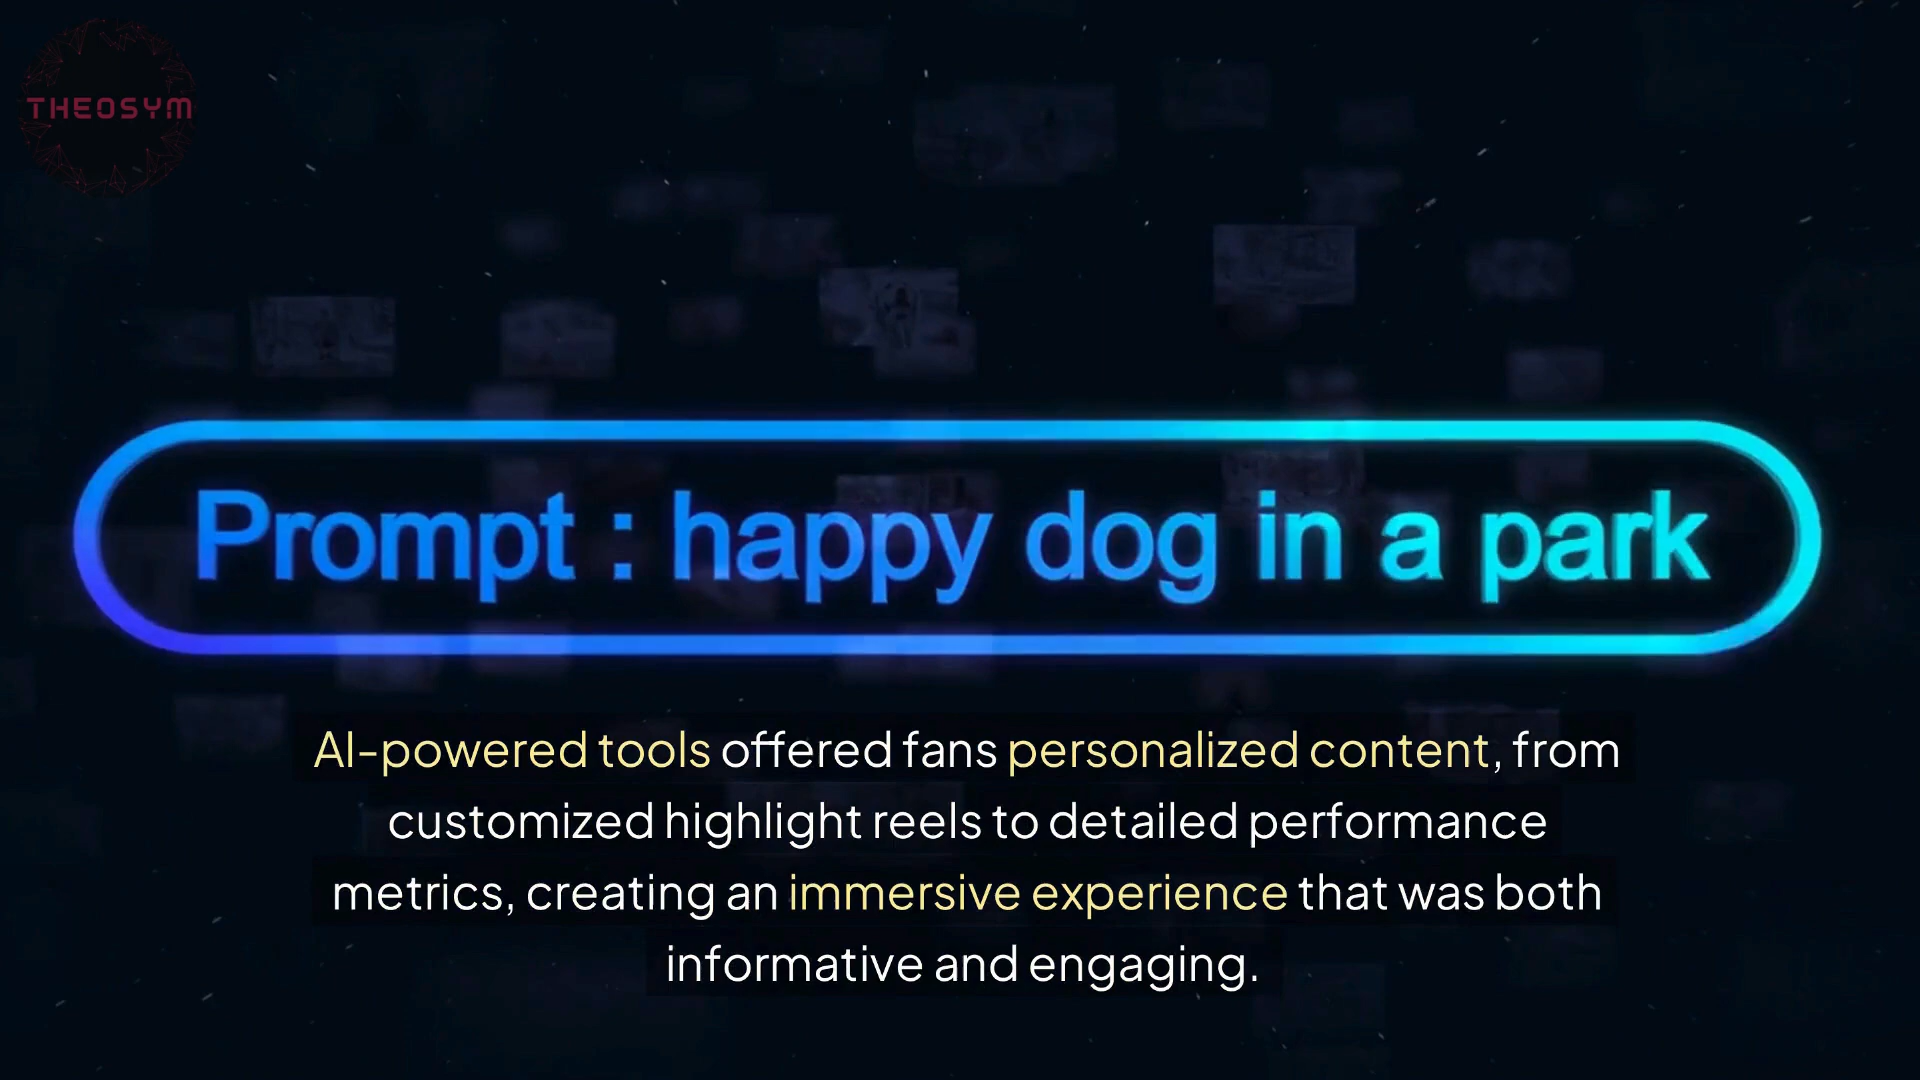 THEOSYM
Prompt : happy dog in a park
AI-powered tools offered fans personalized content, from
customized highlight reels to detailed performance
metrics, creating an immersive experience that was both
informative and engaging.